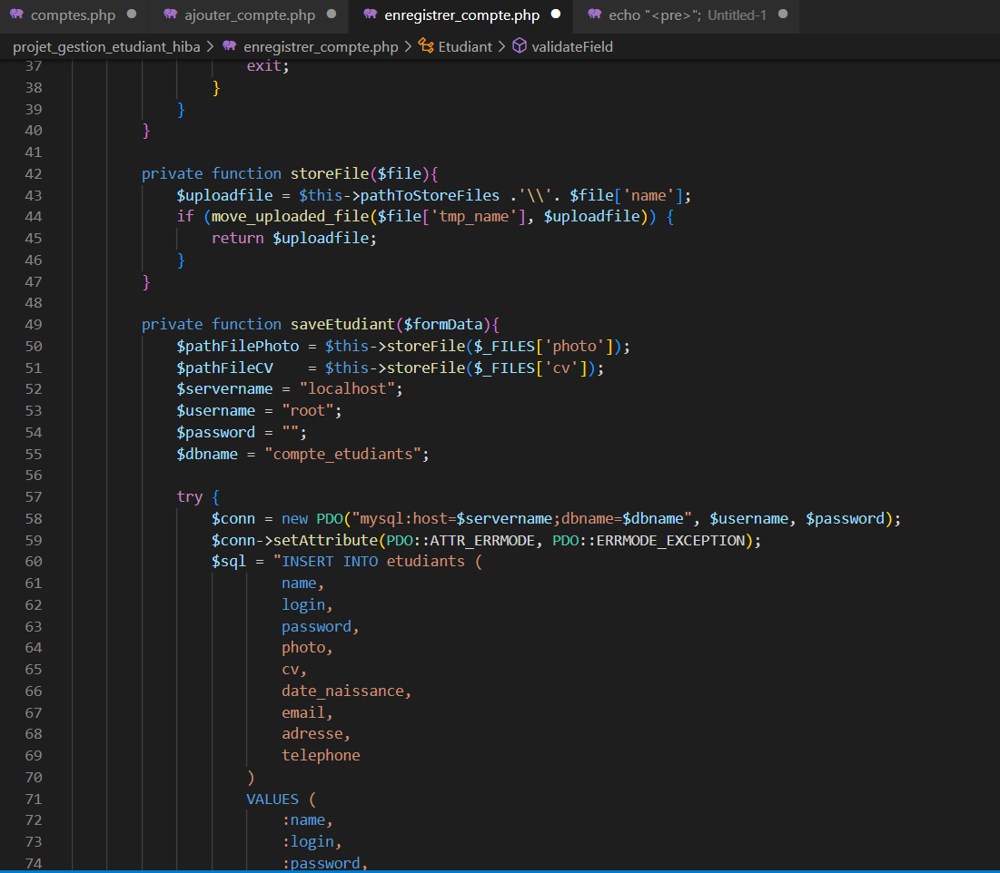 comptes.php ajouter_compte.php enregistrer_compte.php echo "<pre>"; Untitled-1
projet_gestion_etudiant_hiba > enregistrer_compte.php > Etudiant > validateField
37 exit;
38 }
39 }
40 }
41
42 private function storeFile($file){
43 $uploadfile = $this->pathToStoreFiles .'\\'. $file['name'];
44 if (move_uploaded_file($file['tmp_name'], $uploadfile)) {
45 return $uploadfile;
46 }
47 }
48
49 private function saveEtudiant($formData){
50 $pathFilePhoto = $this->storeFile($_FILES['photo']);
51 $pathFileCV    = $this->storeFile($_FILES['cv']);
52 $servername = "localhost";
53 $username = "root";
54 $password = "";
55 $dbname = "compte_etudiants";
56
57 try {
58 $conn = new PDO("mysql:host=$servername;dbname=$dbname", $username, $password);
59 $conn->setAttribute(PDO::ATTR_ERRMODE, PDO::ERRMODE_EXCEPTION);
60 $sql = "INSERT INTO etudiants (
61 name,
62 login,
63 password,
64 photo,
65 cv,
66 date_naissance,
67 email,
68 adresse,
69 telephone
70 )
71 VALUES (
72 :name,
73 :login,
74 :password,